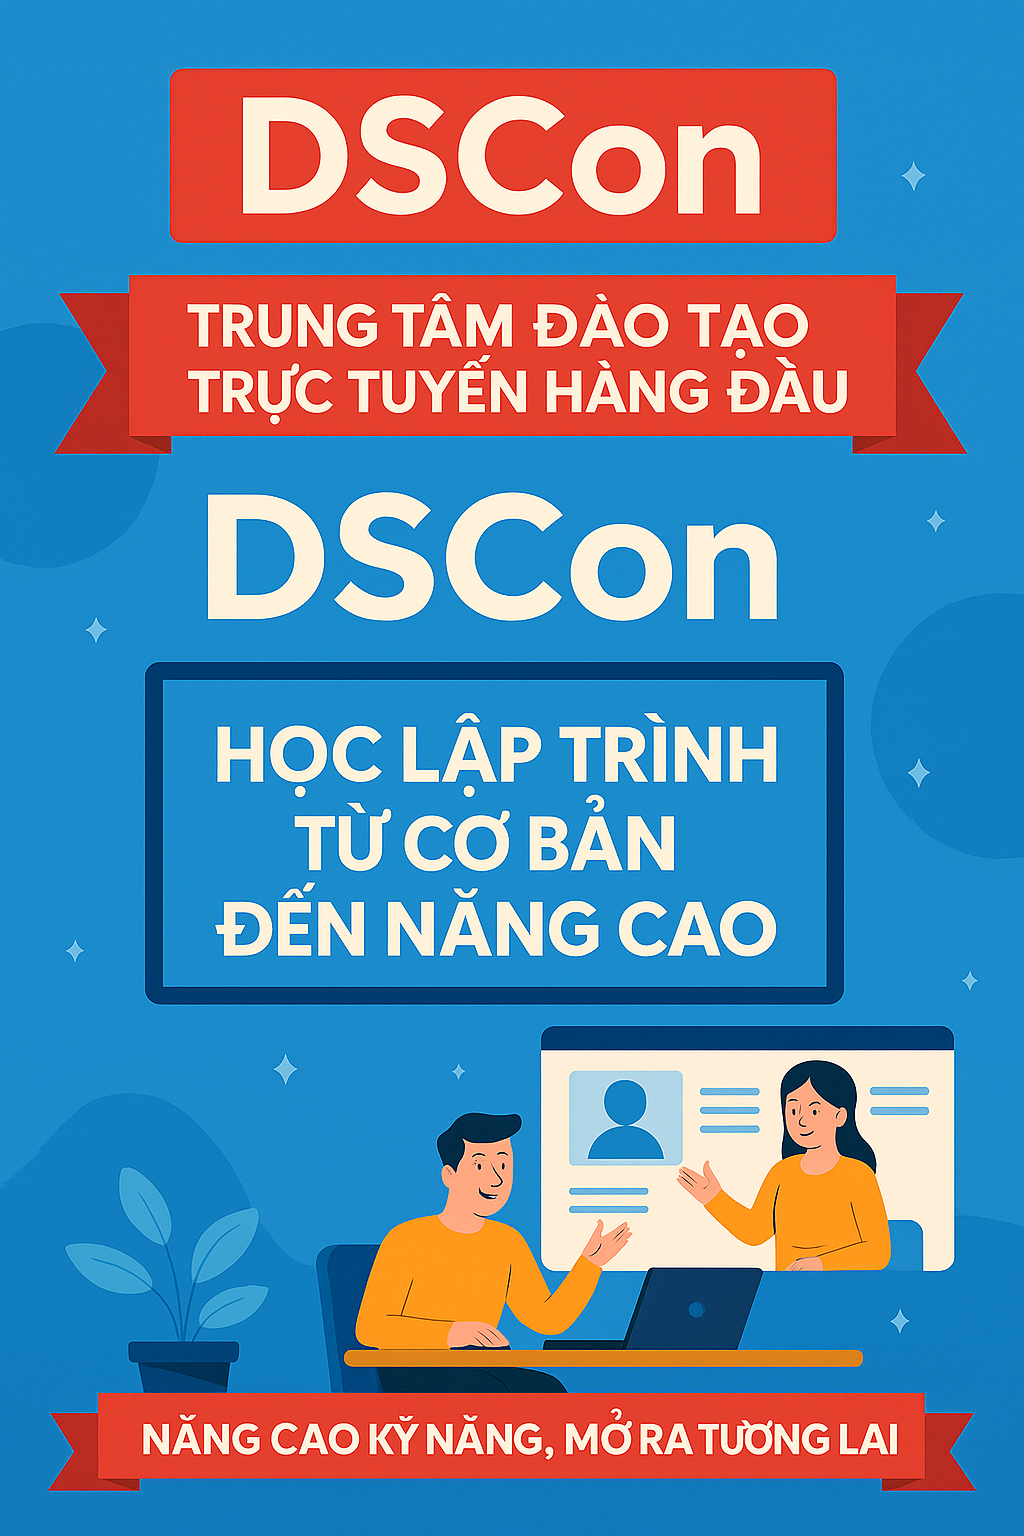 DSCon
TRUNG TÂM ĐÀO TẠO
TRỰC TUYẾN HÀNG ĐẦU
DSCon
HỌC LẬP TRÌNH
TỪ CƠ BẢN
ĐẾN NĂNG CAO
NĂNG CAO KỸ NĂNG, MỞ RA TƯƠNG LAI